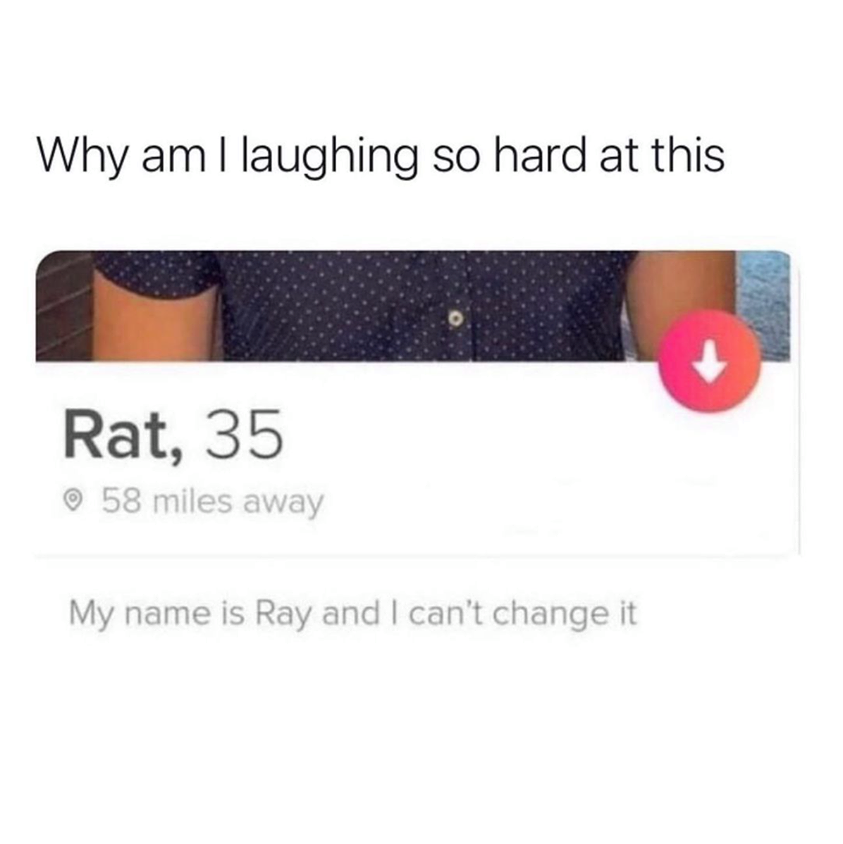 Why am I laughing so hard at this
Rat, 35
58 miles away
My name is Ray and I can't change it